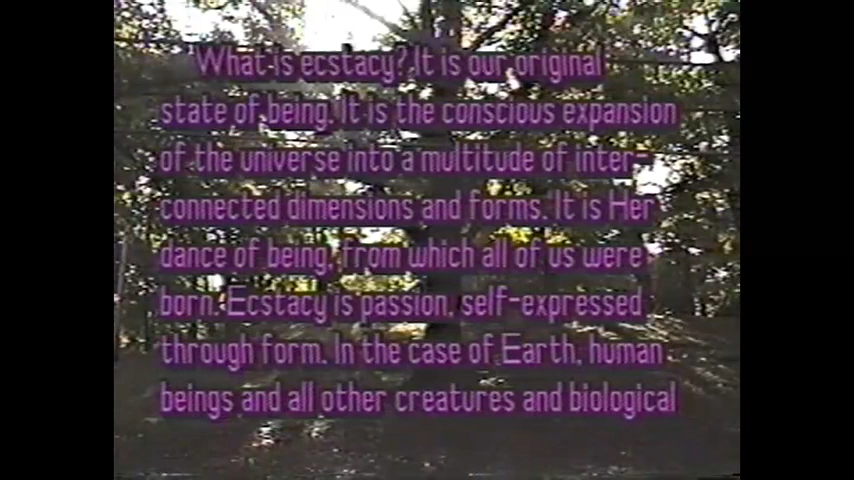 "What is ecstacy? It is our original
state of being. It is the conscious expansion
of the universe into a multitude of inter-
connected dimensions and forms. It is Her
dance of being, from which all of us were
born. Ecstacy is passion, self-expressed
through form. In the case of Earth, human
beings and all other creatures and biological